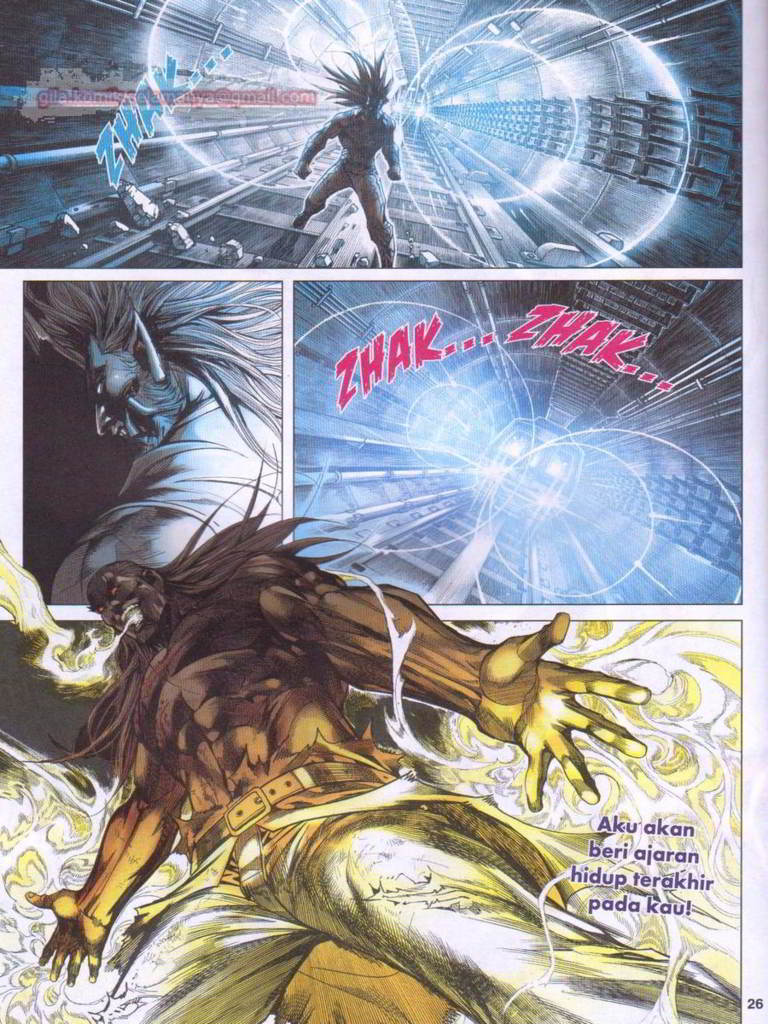 ZHAK...
ZHAK... ZHAK...
Aku akan
beri ajaran
hidup terakhir
pada kau!
26